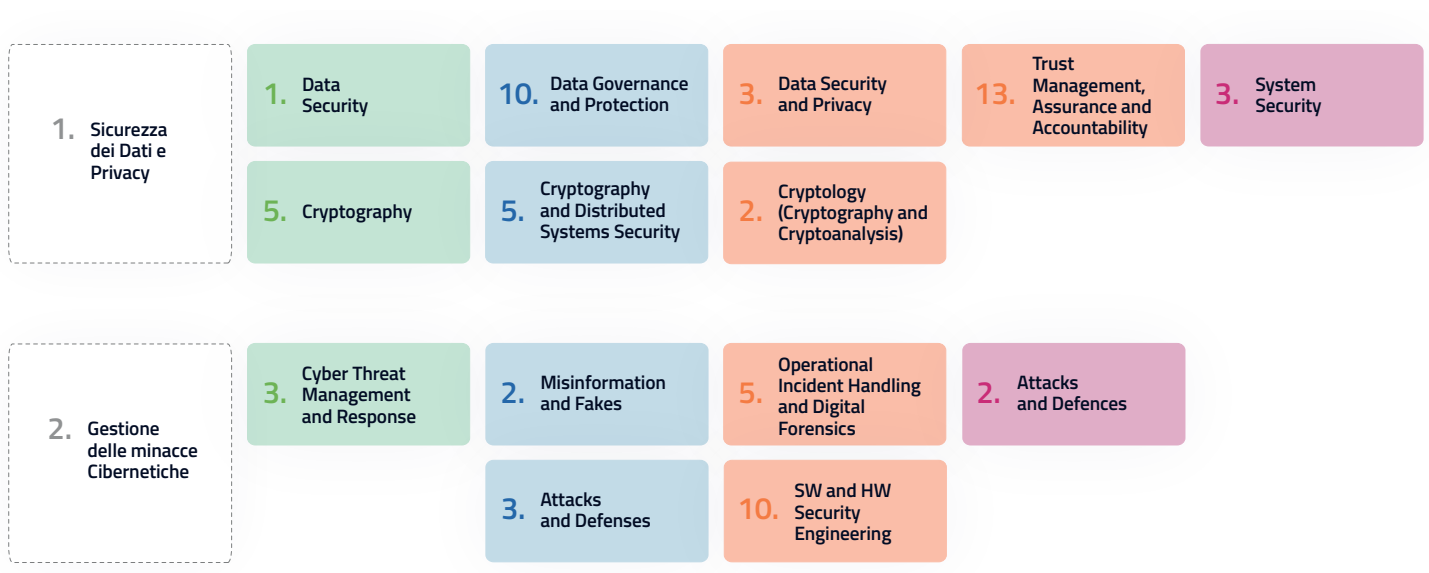 1. Sicurezza
dei Dati e
Privacy
1. Data
Security
10. Data Governance
and Protection
3. Data Security
and Privacy
13. Trust
Management,
Assurance and
Accountability
3. System
Security
5. Cryptography
5. Cryptography
and Distributed
Systems Security
2. Cryptology
(Cryptography and
Cryptoanalysis)
2. Gestione
delle minacce
Cibernetiche
3. Cyber Threat
Management
and Response
2. Misinformation
and Fakes
5. Operational
Incident Handling
and Digital
Forensics
2. Attacks
and Defences
3. Attacks
and Defenses
10. SW and HW
Security
Engineering